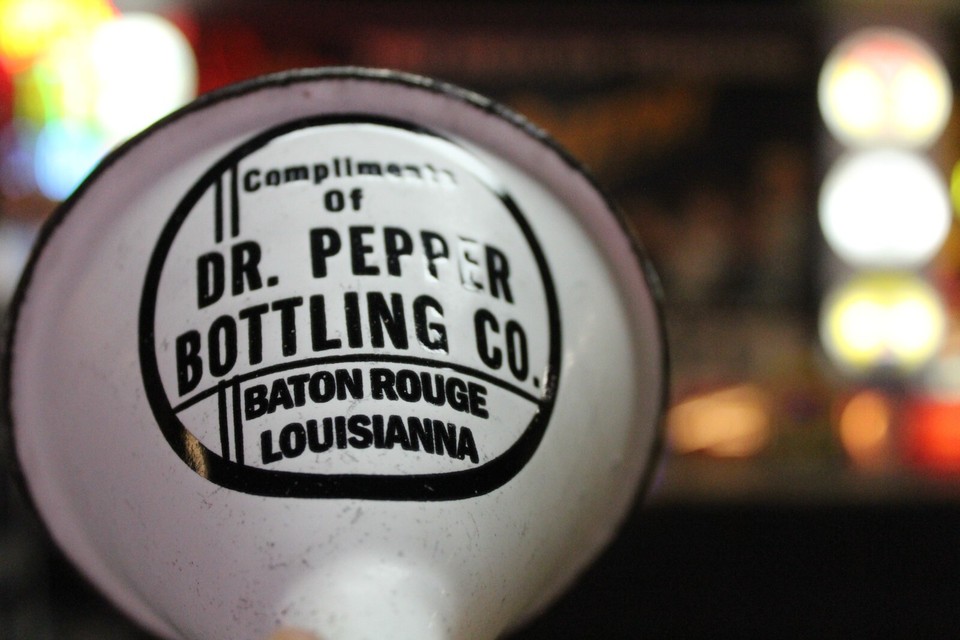 Compliments
Of
DR. PEPPER
BOTTLING CO.
BATON ROUGE
LOUISIANNA